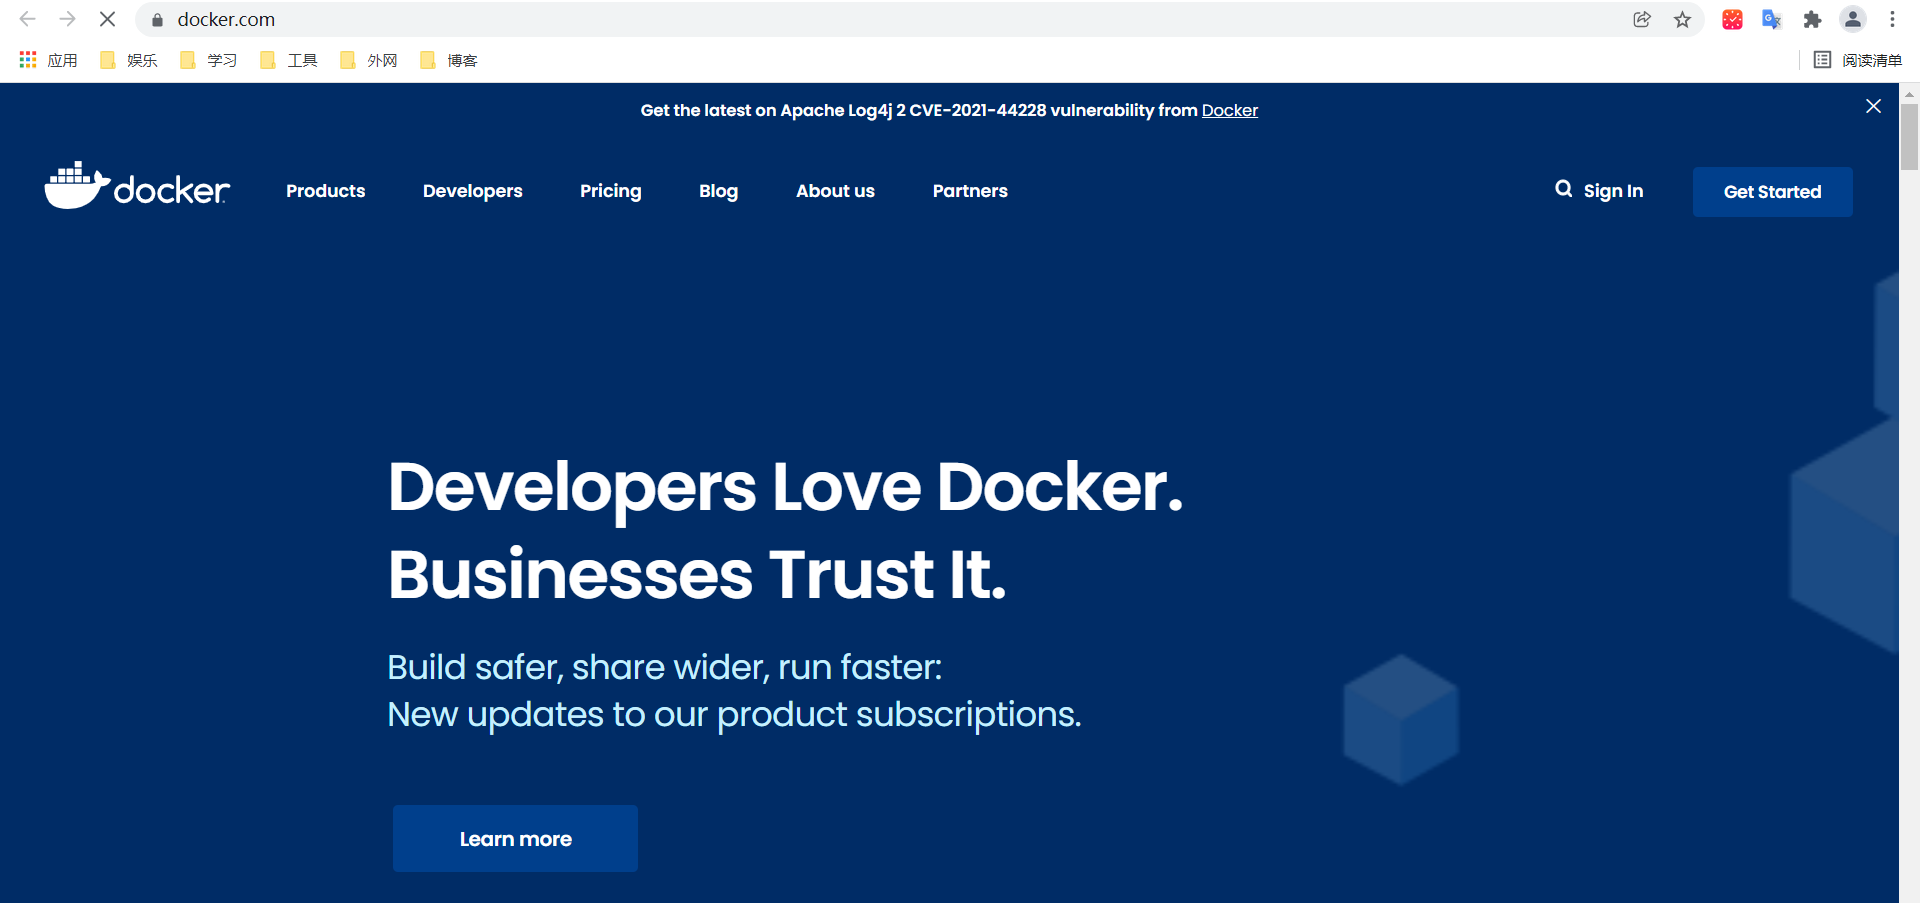 docker.com
应用 娱乐 学习 工具 外网 博客 阅读清单
Get the latest on Apache Log4j 2 CVE-2021-44228 vulnerability from Docker
docker Products Developers Pricing Blog About us Partners Sign In Get Started
Developers Love Docker.
Businesses Trust It.
Build safer, share wider, run faster:
New updates to our product subscriptions.
Learn more